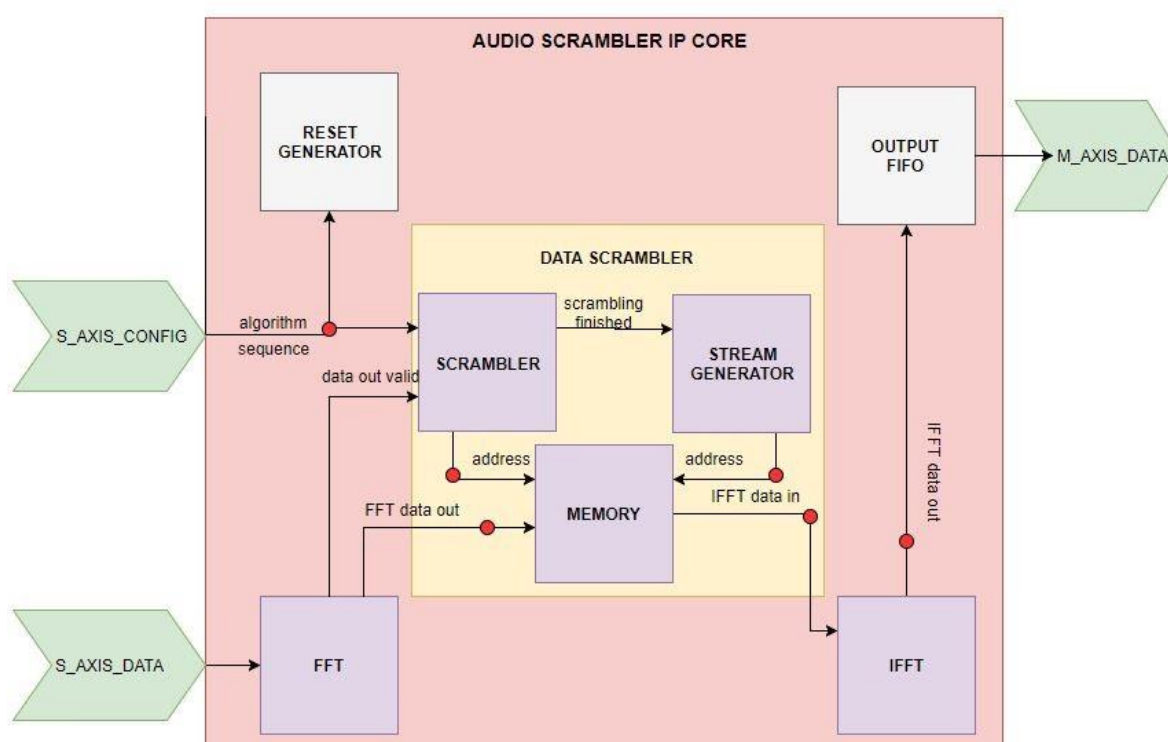 AUDIO SCRAMBLER IP CORE
RESET
GENERATOR
OUTPUT
FIFO
M_AXIS_DATA
DATA SCRAMBLER
S_AXIS_CONFIG
algorithm
sequence
scrambling
finished
SCRAMBLER
STREAM
GENERATOR
data out valid
address
address
MEMORY
IFFT data in
FFT data out
IFFT data out
S_AXIS_DATA
FFT
IFFT